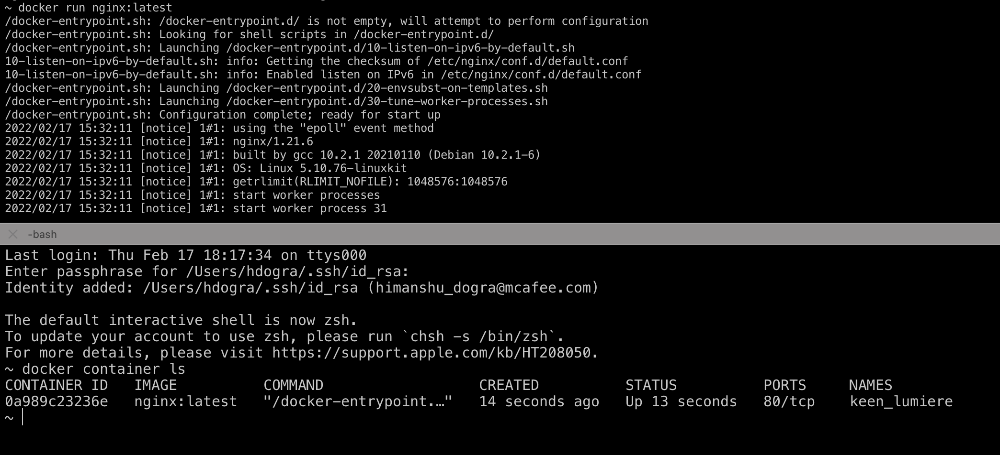 ~ docker run nginx:latest
/docker-entrypoint.sh: /docker-entrypoint.d/ is not empty, will attempt to perform configuration
/docker-entrypoint.sh: Looking for shell scripts in /docker-entrypoint.d/
/docker-entrypoint.sh: Launching /docker-entrypoint.d/10-listen-on-ipv6-by-default.sh
10-listen-on-ipv6-by-default.sh: info: Getting the checksum of /etc/nginx/conf.d/default.conf
10-listen-on-ipv6-by-default.sh: info: Enabled listen on IPv6 in /etc/nginx/conf.d/default.conf
/docker-entrypoint.sh: Launching /docker-entrypoint.d/20-envsubst-on-templates.sh
/docker-entrypoint.sh: Launching /docker-entrypoint.d/30-tune-worker-processes.sh
/docker-entrypoint.sh: Configuration complete; ready for start up
2022/02/17 15:32:11 [notice] 1#1: using the "epoll" event method
2022/02/17 15:32:11 [notice] 1#1: nginx/1.21.6
2022/02/17 15:32:11 [notice] 1#1: built by gcc 10.2.1 20210110 (Debian 10.2.1-6)
2022/02/17 15:32:11 [notice] 1#1: OS: Linux 5.10.76-linuxkit
2022/02/17 15:32:11 [notice] 1#1: getrlimit(RLIMIT_NOFILE): 1048576:1048576
2022/02/17 15:32:11 [notice] 1#1: start worker processes
2022/02/17 15:32:11 [notice] 1#1: start worker process 31
-bash
Last login: Thu Feb 17 18:17:34 on ttys000
Enter passphrase for /Users/hdogra/.ssh/id_rsa:
Identity added: /Users/hdogra/.ssh/id_rsa (himanshu_dogra@mcafee.com)
The default interactive shell is now zsh.
To update your account to use zsh, please run `chsh -s /bin/zsh`.
For more details, please visit https://support.apple.com/kb/HT208050.
~ docker container ls
CONTAINER ID   IMAGE          COMMAND                  CREATED          STATUS          PORTS     NAMES
0a989c23236e   nginx:latest   "/docker-entrypoint.…"   14 seconds ago   Up 13 seconds   80/tcp    keen_lumiere
~